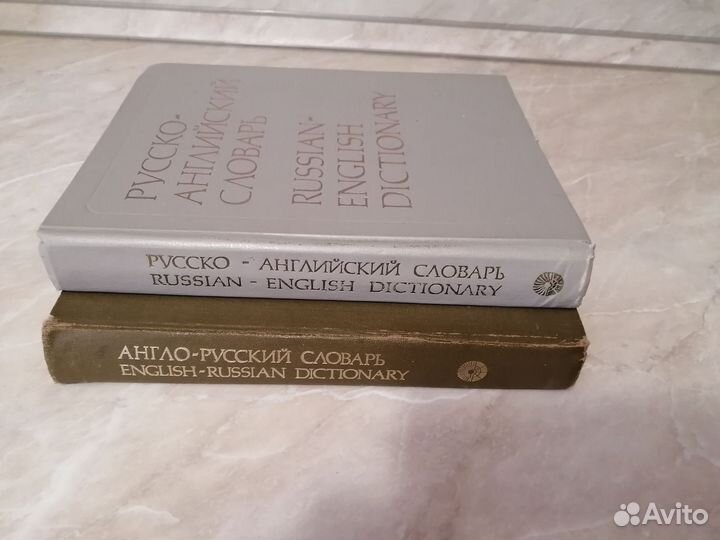 РУССКО-
АНГЛИЙСКИЙ
СЛОВАРЬ
RUSSIAN-
ENGLISH
DICTIONARY
РУССКО - АНГЛИЙСКИЙ СЛОВАРЬ
RUSSIAN - ENGLISH DICTIONARY
АНГЛО-РУССКИЙ СЛОВАРЬ
ENGLISH-RUSSIAN DICTIONARY
Avito